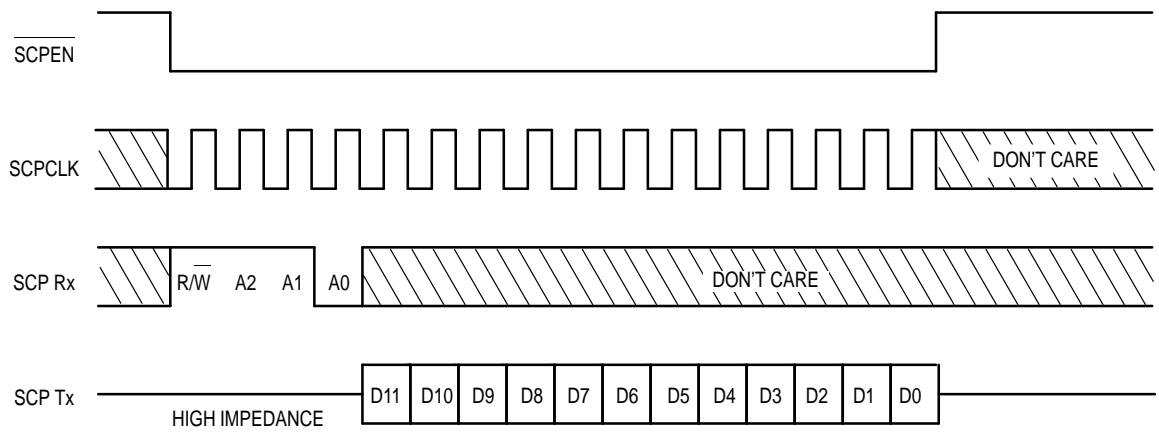 SCPEN
SCPCLK
DON'T CARE
SCP Rx
R/W A2 A1 A0
DON'T CARE
SCP Tx
D11 D10 D9 D8 D7 D6 D5 D4 D3 D2 D1 D0
HIGH IMPEDANCE